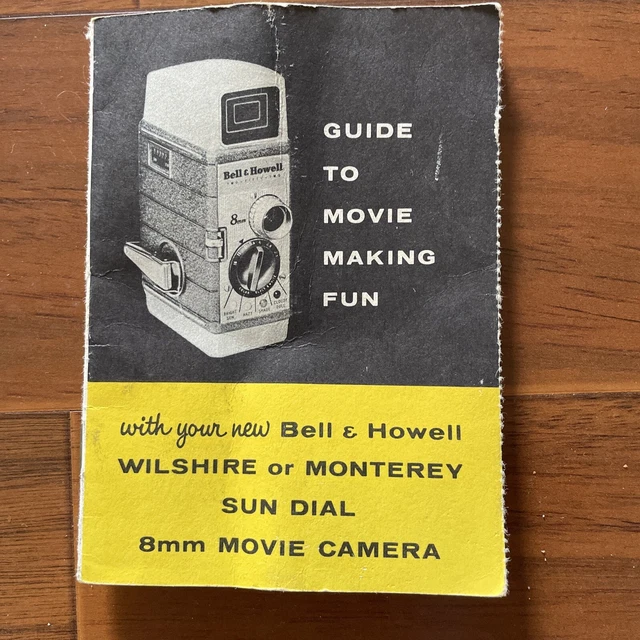 GUIDE
TO
MOVIE
MAKING
FUN
Bell & Howell
8mm
with your new Bell & Howell
WILSHIRE or MONTEREY
SUN DIAL
8mm MOVIE CAMERA